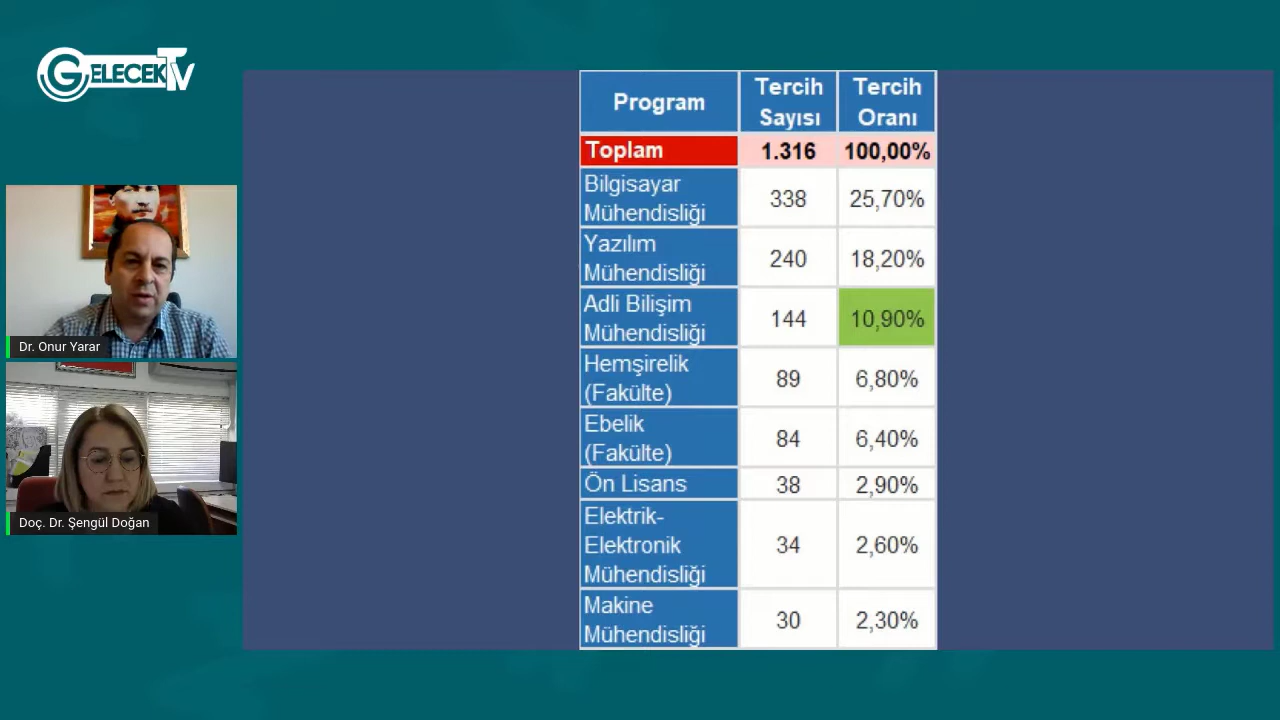 GELECEK TV
Dr. Onur Yarar
Doç. Dr. Şengül Doğan
Program Tercih Sayısı Tercih Oranı
Toplam 1.316 100,00%
Bilgisayar Mühendisliği 338 25,70%
Yazılım Mühendisliği 240 18,20%
Adli Bilişim Mühendisliği 144 10,90%
Hemşirelik (Fakülte) 89 6,80%
Ebelik (Fakülte) 84 6,40%
Ön Lisans 38 2,90%
Elektrik-Elektronik Mühendisliği 34 2,60%
Makine Mühendisliği 30 2,30%